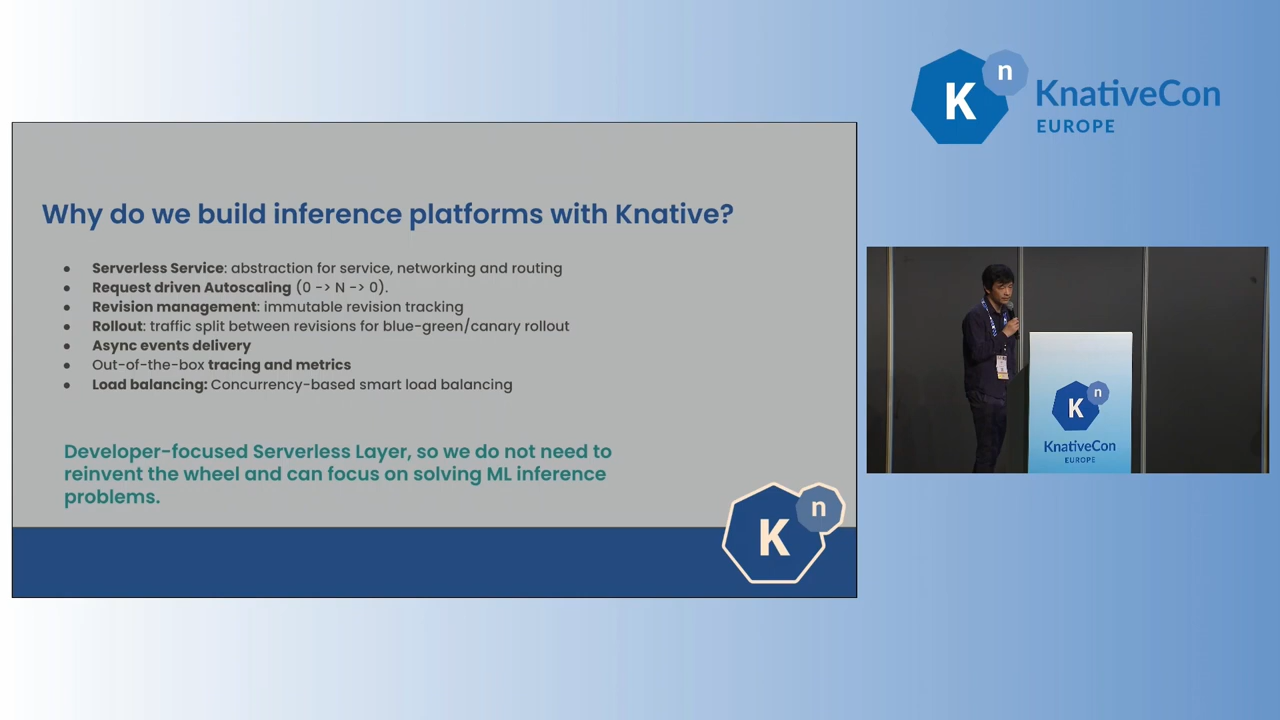 K n
KnativeCon
EUROPE
Why do we build inference platforms with Knative?
● Serverless Service: abstraction for service, networking and routing
● Request driven Autoscaling (0 -> N -> 0).
● Revision management: immutable revision tracking
● Rollout: traffic split between revisions for blue-green/canary rollout
● Async events delivery
● Out-of-the-box tracing and metrics
● Load balancing: Concurrency-based smart load balancing
Developer-focused Serverless Layer, so we do not need to
reinvent the wheel and can focus on solving ML inference
problems.
K n
K n
KnativeCon
EUROPE